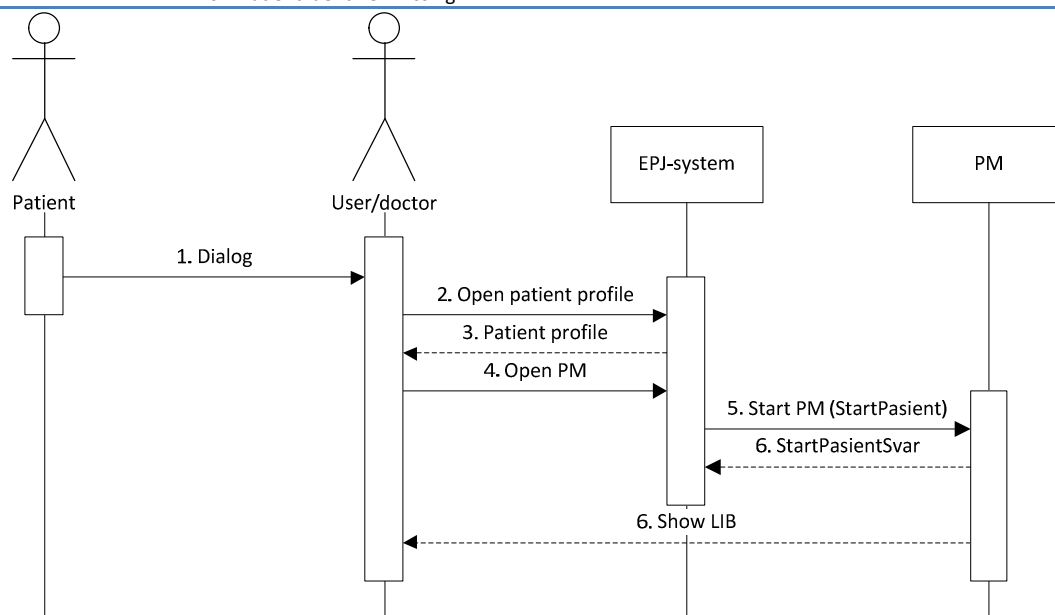 EPJ-system
PM
Patient
User/doctor
1. Dialog
2. Open patient profile
3. Patient profile
4. Open PM
5. Start PM (StartPasient)
6. StartPasientSvar
6. Show LIB